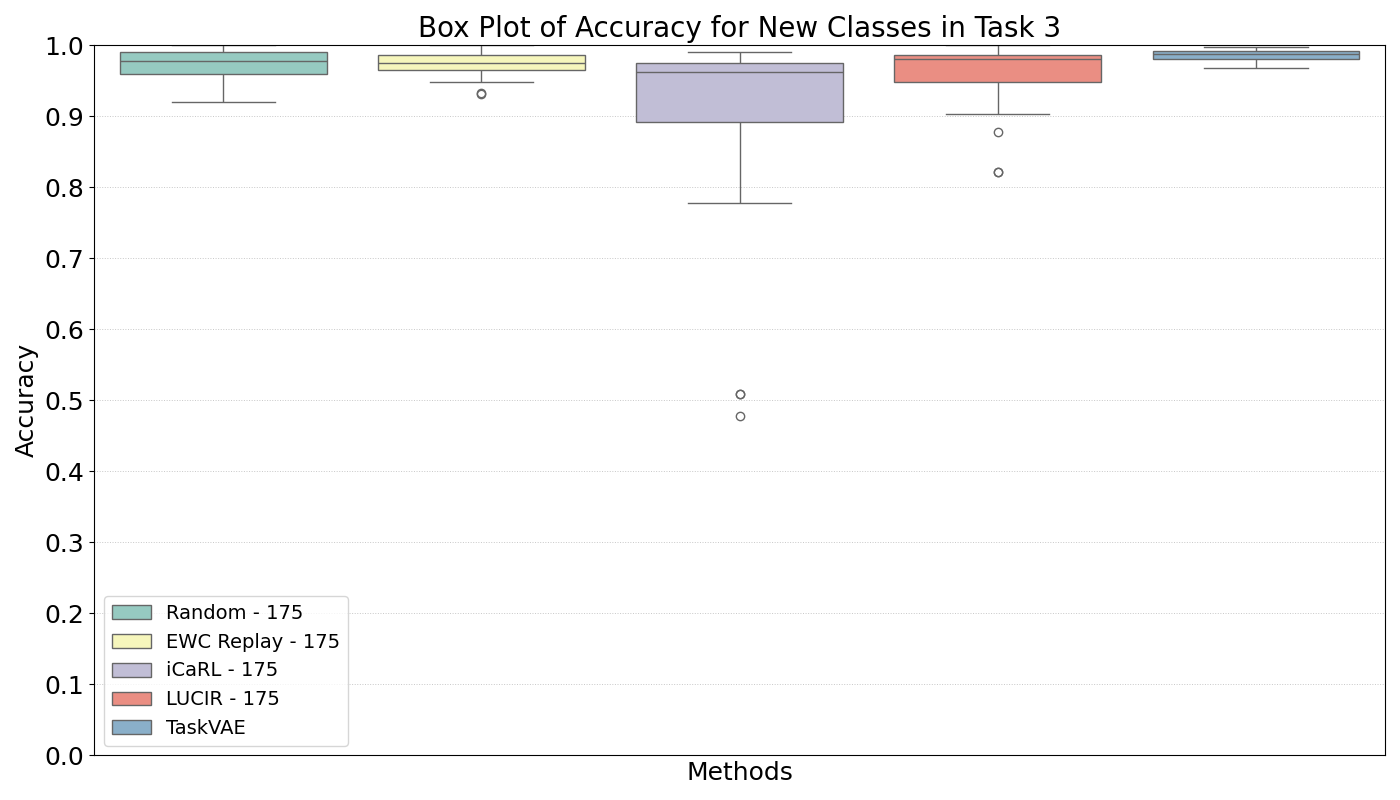 Box Plot of Accuracy for New Classes in Task 3
1.0
0.9
0.8
0.7
0.6
0.5
0.4
0.3
0.2
0.1
0.0
Accuracy
Random - 175
EWC Replay - 175
iCaRL - 175
LUCIR - 175
TaskVAE
Methods